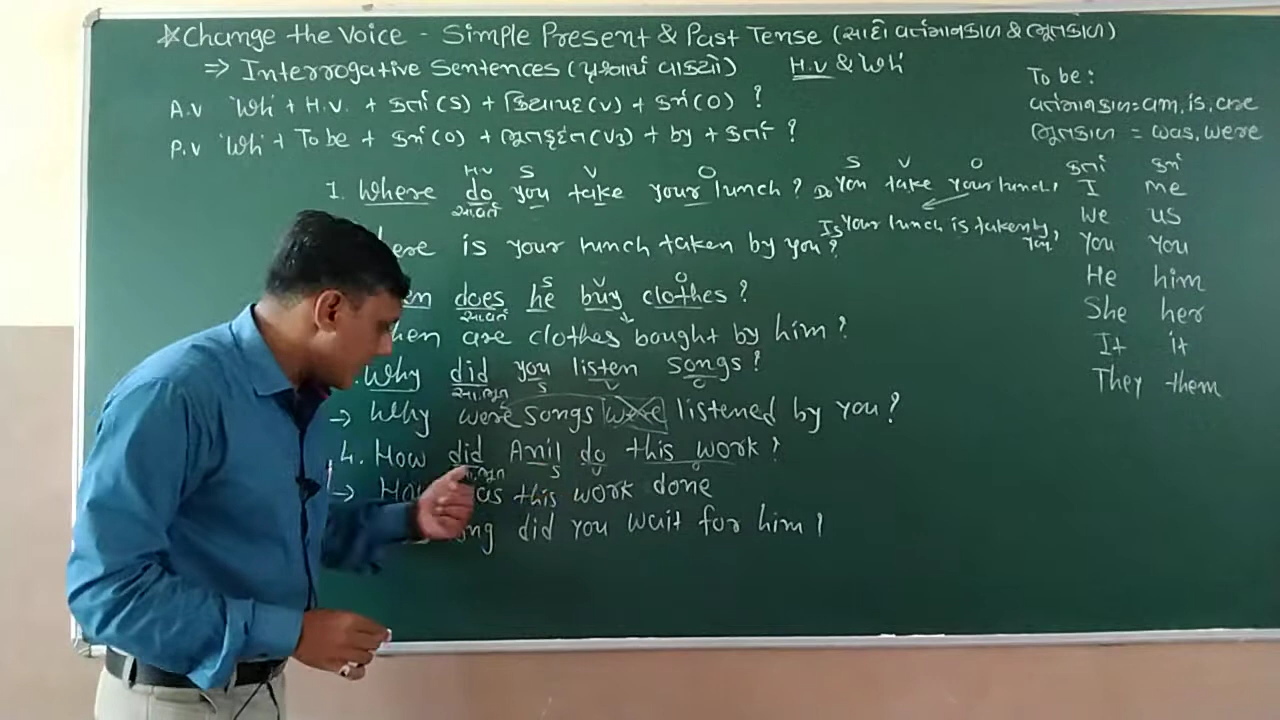 Change the Voice - Simple Present & Past Tense (સાદો વર્તમાનકાળ & ભૂતકાળ)
⇒ Interrogative Sentences (પ્રશ્નાર્થ વાક્યો) H.V & Wh
A.V Wh + H.V. + કર્તા (S) + ક્રિયાપદ (V) + કર્મ (O) ?
P.V Wh + To be + કર્મ (O) + ભૂતકૃદંત (V3) + by + કર્તા ?
To be:
વર્તમાનકાળ = am, is, are
ભૂતકાળ = was, were
H.V S V O
1. Where do you take your lunch ?
સા.વર્ત
S V O
Do You take your lunch.
is your lunch taken by you ?
Is Your lunch is taken by you.
S V O
does he buy clothes ?
સા.વર્ત
are clothes bought by him ?
Why did you listen songs ?
સા.ભૂત S V O
→ Why were songs were listened by you ?
4. How did Anil do this work ?
સા.ભૂત S V O
→ this work done
did you wait for him ?
કર્તા કર્મ
I me
We us
You you
He him
She her
It it
They them